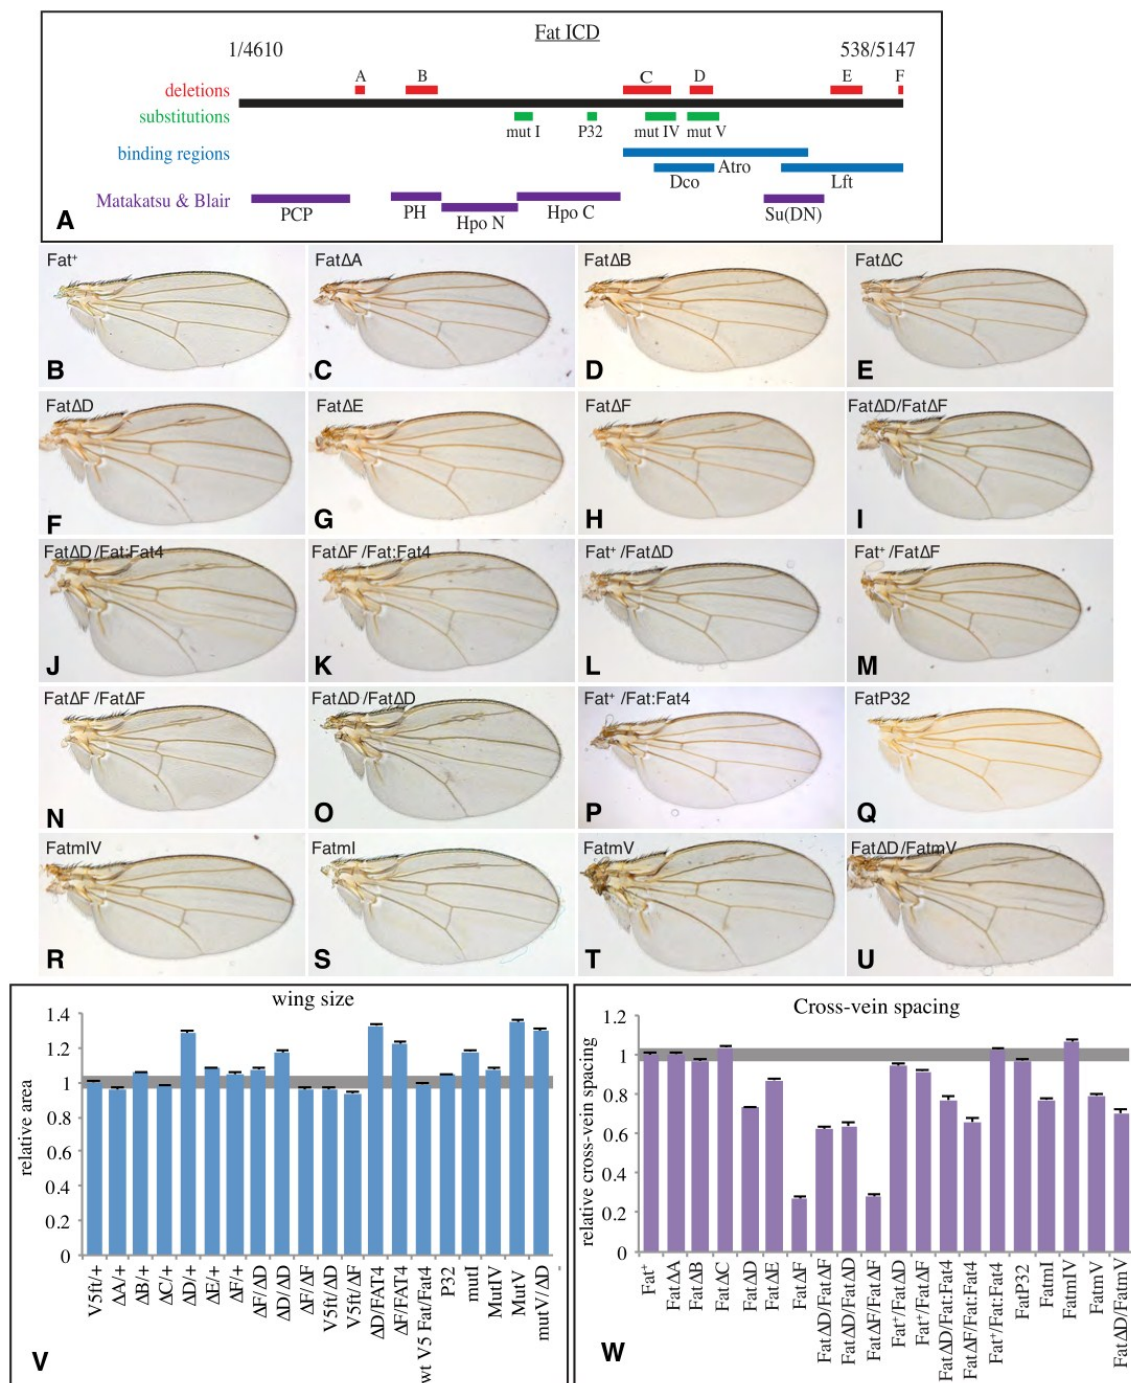 Fat ICD
1/4610
538/5147
A
B
C
D
E
F
deletions
substitutions
mut I
P32
mut IV
mut V
binding regions
Dco
Atro
Lft
Matakatsu & Blair
PCP
PH
Hpo N
Hpo C
Su(DN)
A
Fat⁺
B
FatΔA
C
FatΔB
D
FatΔC
E
FatΔD
F
FatΔE
G
FatΔF
H
FatΔD/FatΔF
I
FatΔD/Fat:Fat4
J
FatΔF/Fat:Fat4
K
Fat⁺/FatΔD
L
Fat⁺/FatΔF
M
FatΔF/FatΔF
N
FatΔD/FatΔD
O
Fat⁺/Fat:Fat4
P
FatP32
Q
FatmIV
R
FatmI
S
FatmV
T
FatΔD/FatmV
U
wing size
relative area
1.4
1.2
1
0.8
0.6
0.4
0.2
0
V5ft/+
ΔA/+
ΔB/+
ΔC/+
ΔD/+
ΔE/+
ΔF/+
ΔF/ΔD
ΔD/ΔD
ΔF/ΔF
V5ft/ΔD
V5ft/ΔF
ΔD/FAT4
ΔF/FAT4
wt V5 Fat/Fat4
P32
mutI
MutIV
MutV
mutV/ΔD
V
Cross-vein spacing
relative cross-vein spacing
1.2
1
0.8
0.6
0.4
0.2
0
Fat⁺
FatΔA
FatΔB
FatΔC
FatΔD
FatΔE
FatΔF
FatΔD/FatΔF
FatΔD/FatΔD
FatΔF/FatΔF
Fat⁺/FatΔD
Fat⁺/FatΔF
FatΔD/Fat:Fat4
FatΔF/Fat:Fat4
Fat⁺/Fat:Fat4
FatP32
FatmI
FatmIV
FatmV
FatΔD/FatmV
W